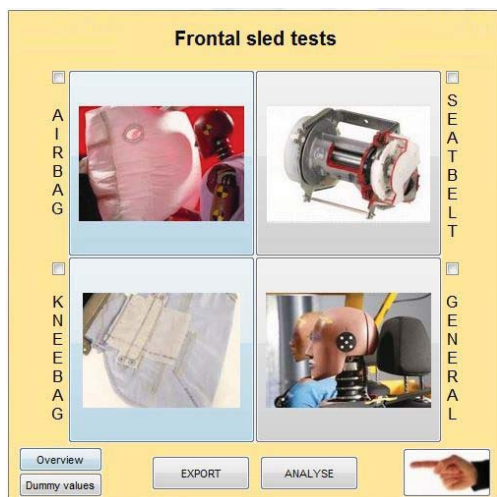 Frontal sled tests
AIRBAG
SEATBELT
KNEEBAG
GENERAL
Overview
Dummy values
EXPORT
ANALYSE